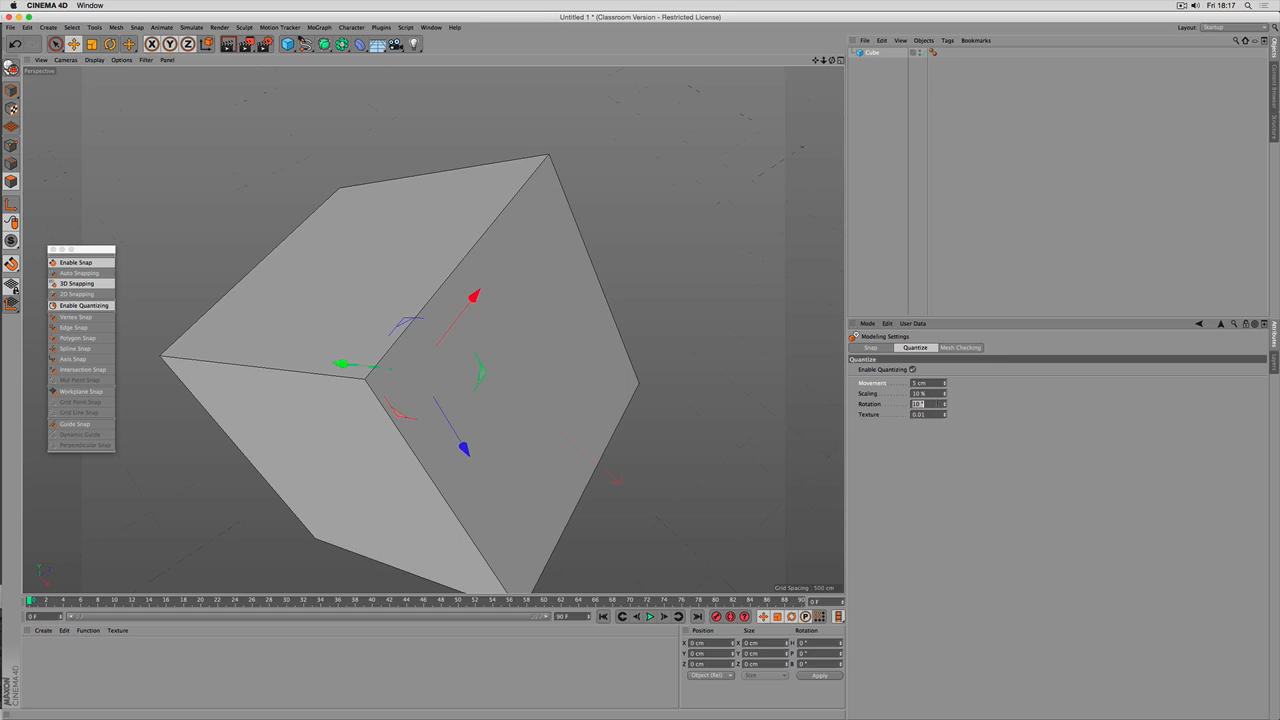 CINEMA 4D Window Fri 18:17
Untitled 1 * (Classroom Version - Restricted License)
File Edit Create Select Tools Mesh Snap Animate Simulate Render Sculpt Motion Tracker MoGraph Character Plugins Script Window Help Layout: Startup
File Edit View Objects Tags Bookmarks
View Cameras Display Options Filter Panel
Cube
Perspective
Enable Snap
Auto Snapping
3D Snapping
2D Snapping
Enable Quantizing
Vertex Snap
Edge Snap
Polygon Snap
Spline Snap
Axis Snap
Intersection Snap
Mid Point Snap
Workplane Snap
Grid Point Snap
Grid Line Snap
Guide Snap
Dynamic Guide
Perpendicular Snap
Mode Edit User Data
Modeling Settings
Snap Quantize Mesh Checking
Quantize
Enable Quantizing
Movement 5 cm
Scaling 10 %
Rotation 10 °
Texture 0.01
Grid Spacing : 500 cm
0 2 4 6 8 10 12 14 16 18 20 22 24 26 28 30 32 34 36 38 40 42 44 46 48 50 52 54 56 58 60 62 64 66 68 70 72 74 76 78 80 82 84 86 88 90 0 F
0 F 90 F
Create Edit Function Texture
Position Size Rotation
X 0 cm X 0 cm H 0 °
Y 0 cm Y 0 cm P 0 °
Z 0 cm Z 0 cm B 0 °
Object (Rel) Size Apply
MAXON
CINEMA 4D